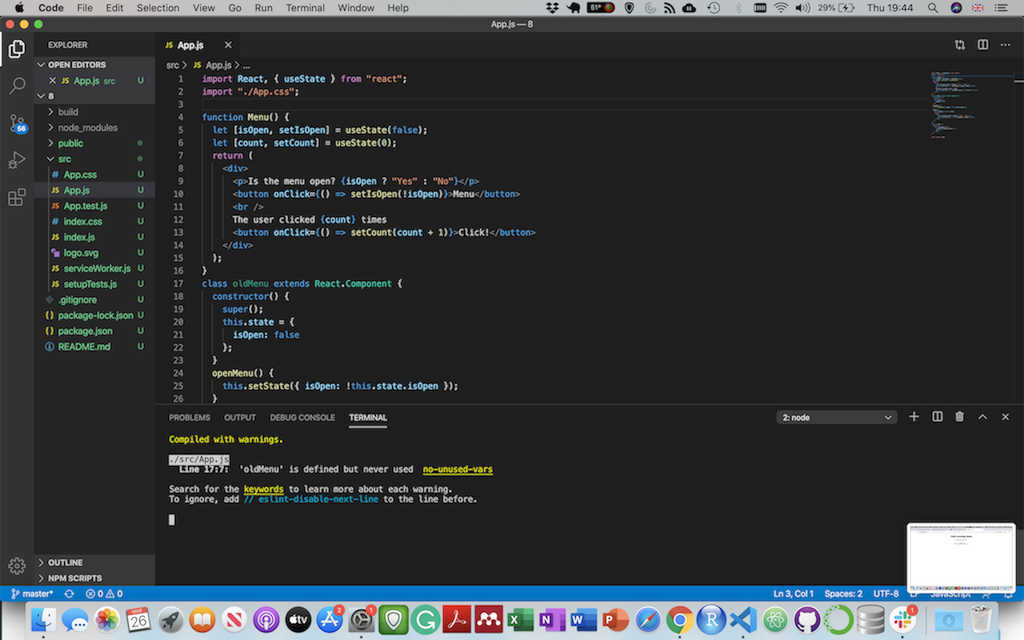 Code File Edit Selection View Go Run Terminal Window Help
51° 29% Thu 19:44
App.js — 8
EXPLORER
OPEN EDITORS
JS App.js src U
8
build
node_modules
public
src
# App.css U
JS App.js U
JS App.test.js U
# index.css U
JS index.js U
logo.svg U
JS serviceWorker.js U
JS setupTests.js U
.gitignore U
{} package-lock.json U
{} package.json U
README.md U
OUTLINE
NPM SCRIPTS
56
JS App.js
src > JS App.js > ...
1 import React, { useState } from "react";
2 import "./App.css";
3
4 function Menu() {
5 let [isOpen, setIsOpen] = useState(false);
6 let [count, setCount] = useState(0);
7 return (
8 <div>
9 <p>Is the menu open? {isOpen ? "Yes" : "No"}</p>
10 <button onClick={() => setIsOpen(!isOpen)}>Menu</button>
11 <br />
12 The user clicked {count} times
13 <button onClick={() => setCount(count + 1)}>Click!</button>
14 </div>
15 );
16 }
17 class oldMenu extends React.Component {
18 constructor() {
19 super();
20 this.state = {
21 isOpen: false
22 };
23 }
24 openMenu() {
25 this.setState({ isOpen: !this.state.isOpen });
26 }
PROBLEMS OUTPUT DEBUG CONSOLE TERMINAL
2: node
Compiled with warnings.
./src/App.js
Line 17:7: 'oldMenu' is defined but never used no-unused-vars
Search for the keywords to learn more about each warning.
To ignore, add // eslint-disable-next-line to the line before.
master* 0 0
Ln 3, Col 1 Spaces: 2 UTF-8 LF JavaScript
MAR
26
2
1
tv
N
W
P
R
1